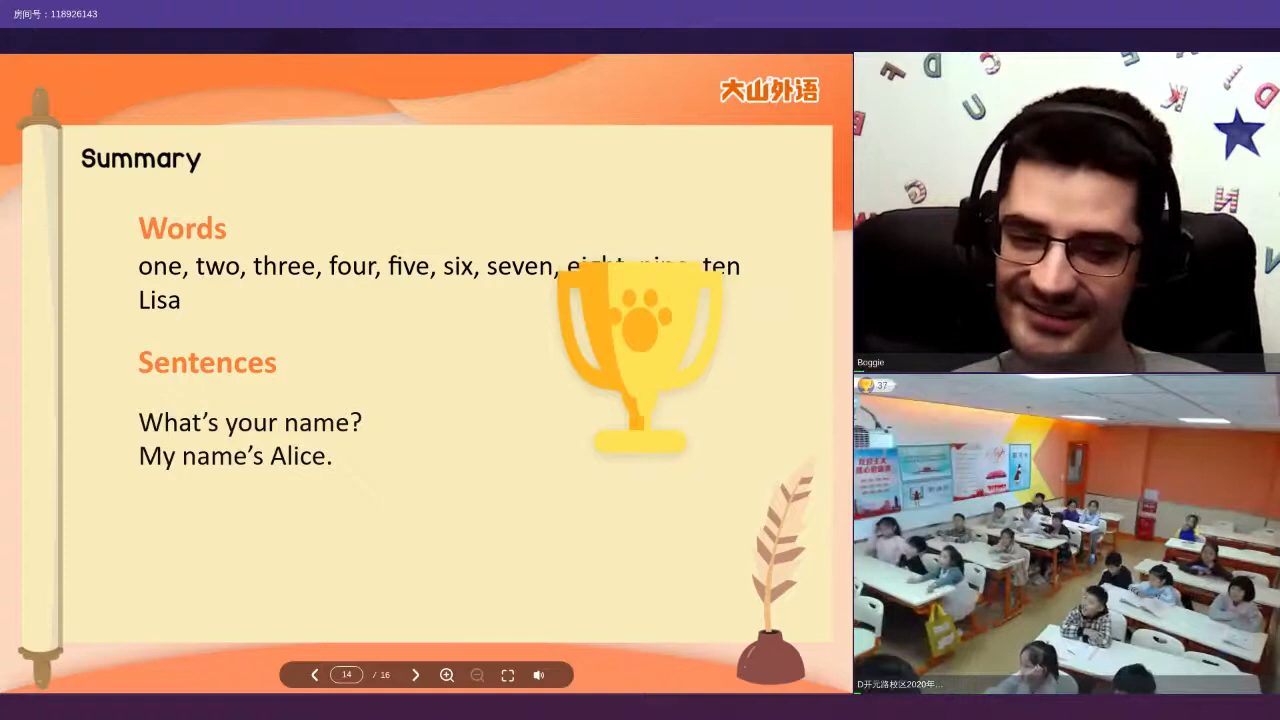 房间号：118926143
大山外语
Summary
Words
one, two, three, four, five, six, seven, eight, nine, ten
Lisa
Sentences
What's your name?
My name's Alice.
14 / 16
Boggie
37
D开元路校区2020年...